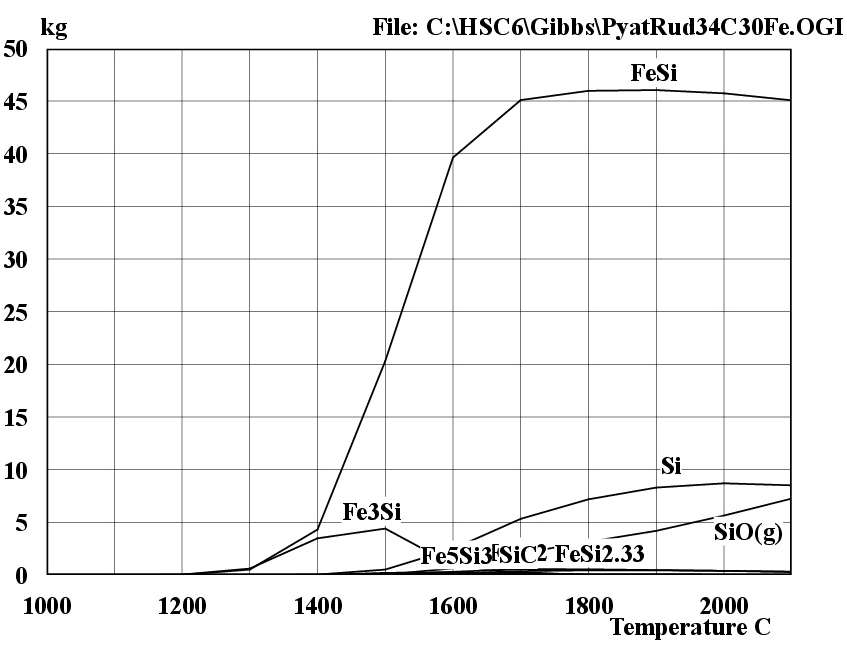 kg
File: C:\HSC6\Gibbs\PyatRud34C30Fe.OGI
50
FeSi
45
40
35
30
25
20
15
10
Si
Fe3Si
5
SiO(g)
Fe5Si3
SiC2
FeSi2.33
0
1000 1200 1400 1600 1800 2000
Temperature C